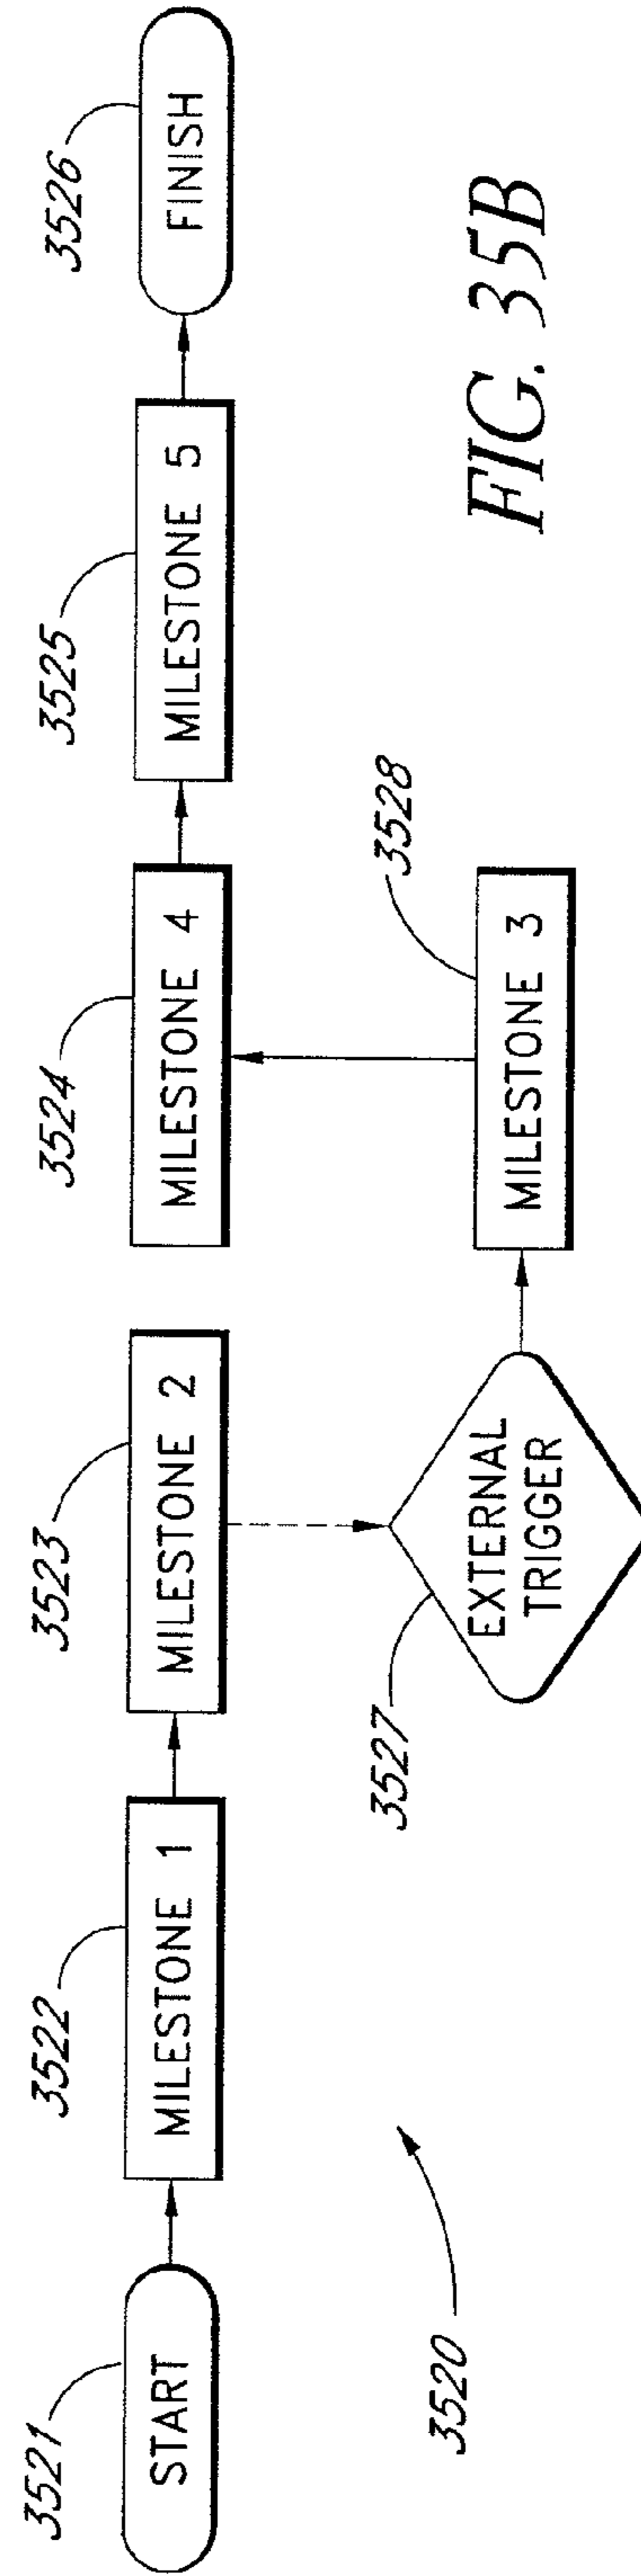 3521
START
3522
MILESTONE 1
3523
MILESTONE 2
3524
MILESTONE 4
3525
MILESTONE 5
3526
FINISH
3520
3527
EXTERNAL
TRIGGER
3528
MILESTONE 3
FIG. 35B